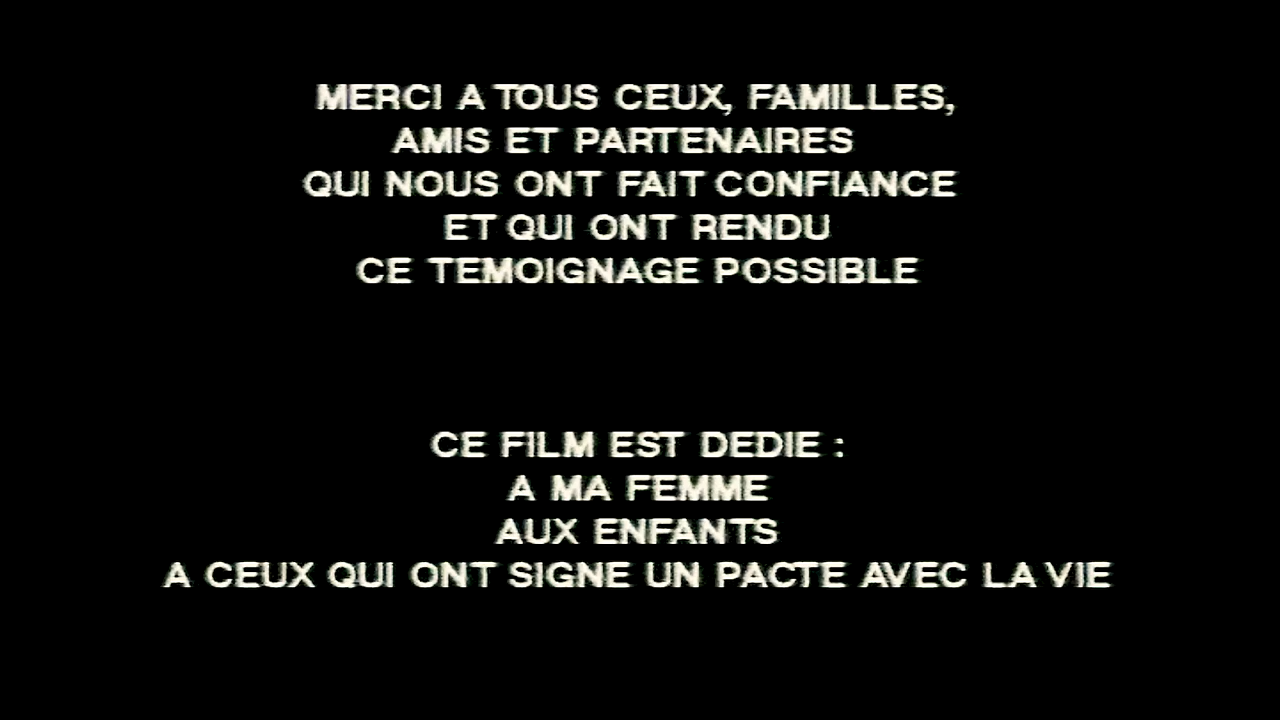 MERCI A TOUS CEUX, FAMILLES,
AMIS ET PARTENAIRES
QUI NOUS ONT FAIT CONFIANCE
ET QUI ONT RENDU
CE TEMOIGNAGE POSSIBLE
CE FILM EST DEDIE :
A MA FEMME
AUX ENFANTS
A CEUX QUI ONT SIGNE UN PACTE AVEC LA VIE